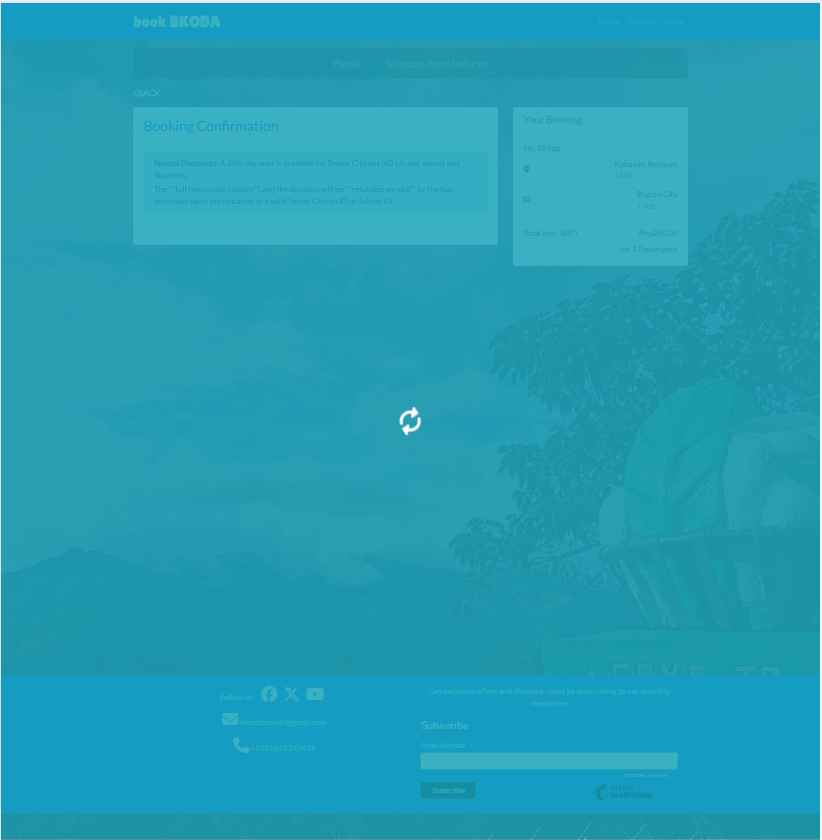 book BKODA
Home Register Login
Please Login to access more features
BACK
Booking Confirmation
Special Discounts: A 20% discount is available for Senior Citizens (60 y/o and above) and
Students.
The **full fare is paid initially**, and the discount will be **refunded on-site** by the bus
attendant upon presentation of a valid Senior Citizen ID or School ID.
Your Booking
Fri, 19 Sep
Kabayan, Benguet
14:00
Baguio City
17:00
Total (incl. VAT) Php250.00
for 1 Passengers
WELCOME TO
Follow us:
bkodatravels@gmail.com
+6391612345678
Get inclusive offers and discount codes by subscribing to our monthly
newsletter.
Subscribe
Email Address
indicates required
Subscribe
intuit
mailchimp